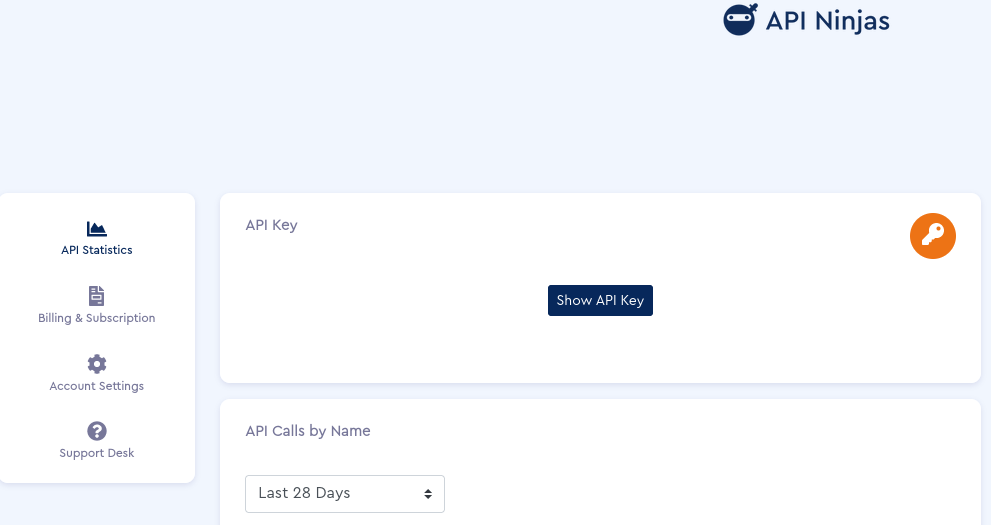 API Ninjas
API Statistics
Billing & Subscription
Account Settings
Support Desk
API Key
Show API Key
API Calls by Name
Last 28 Days